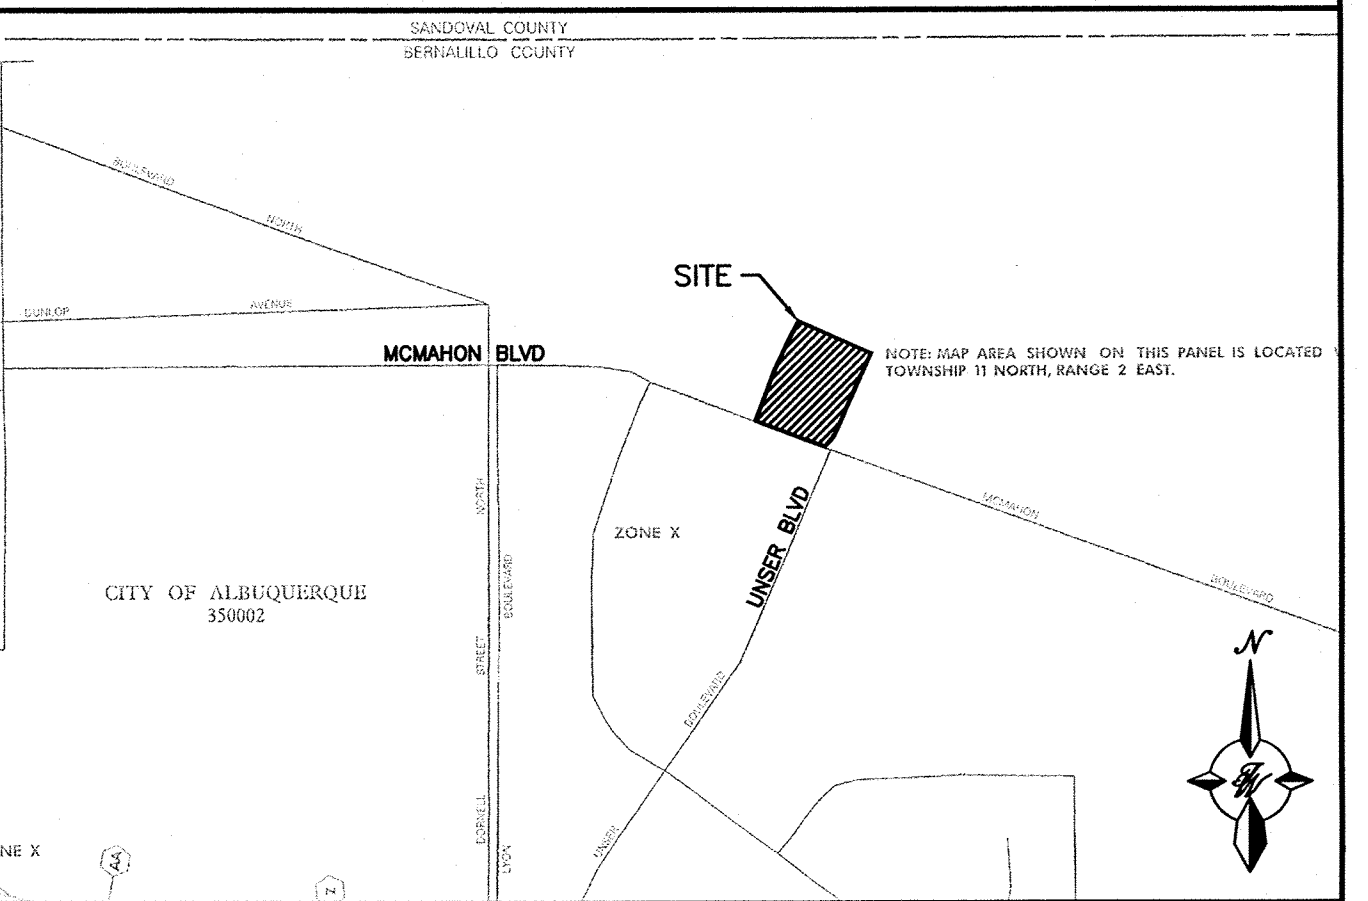 SANDOVAL COUNTY
BERNALILLO COUNTY
BOULEVARD
NORTH
DUNLOP
AVENUE
MCMAHON BLVD
SITE
NOTE: MAP AREA SHOWN ON THIS PANEL IS LOCATED
TOWNSHIP 11 NORTH, RANGE 2 EAST.
NORTH
BOULEVARD
ZONE X
UNSER BLVD
MCMAHON
BOULEVARD
CITY OF ALBUQUERQUE
350002
STREET
BOULEVARD
N
UNSER
LYON
NE X
AA
Z